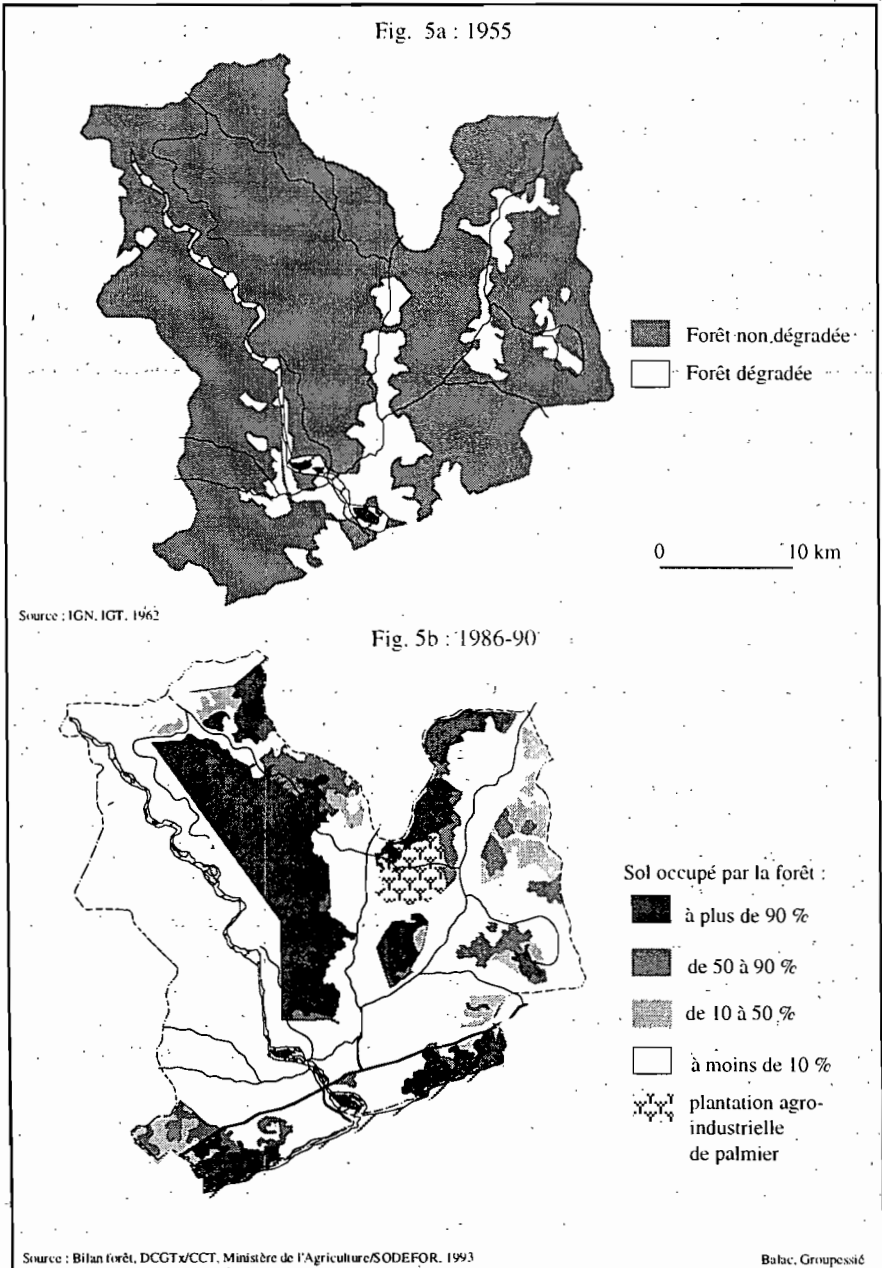 Fig. 5a : 1955
Forêt non dégradée
Forêt dégradée
0 10 km
Source : IGN, IGT, 1962
Fig. 5b : 1986-90
Sol occupé par la forêt :
à plus de 90 %
de 50 à 90 %
de 10 à 50 %
à moins de 10 %
plantation agro-
industrielle
de palmier
Source : Bilan forêt, DCGTx/CCT, Ministère de l'Agriculture/SODEFOR, 1993
Balac, Groupessié